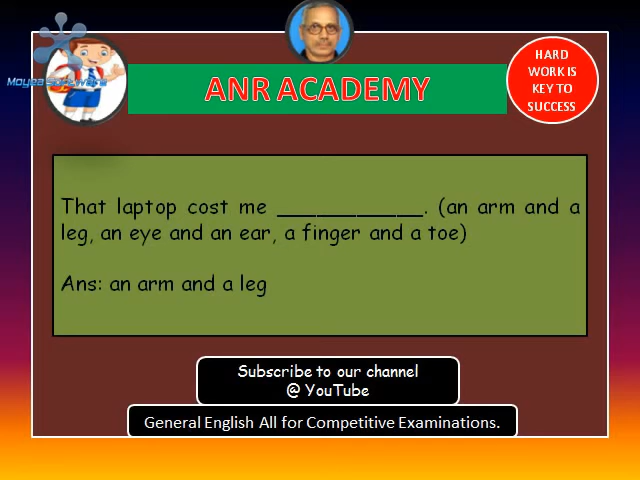 Moyea Software
ANR ACADEMY
HARD
WORK IS
KEY TO
SUCCESS
That laptop cost me ___________. (an arm and a
leg, an eye and an ear, a finger and a toe)
Ans: an arm and a leg
Subscribe to our channel
@ YouTube
General English All for Competitive Examinations.